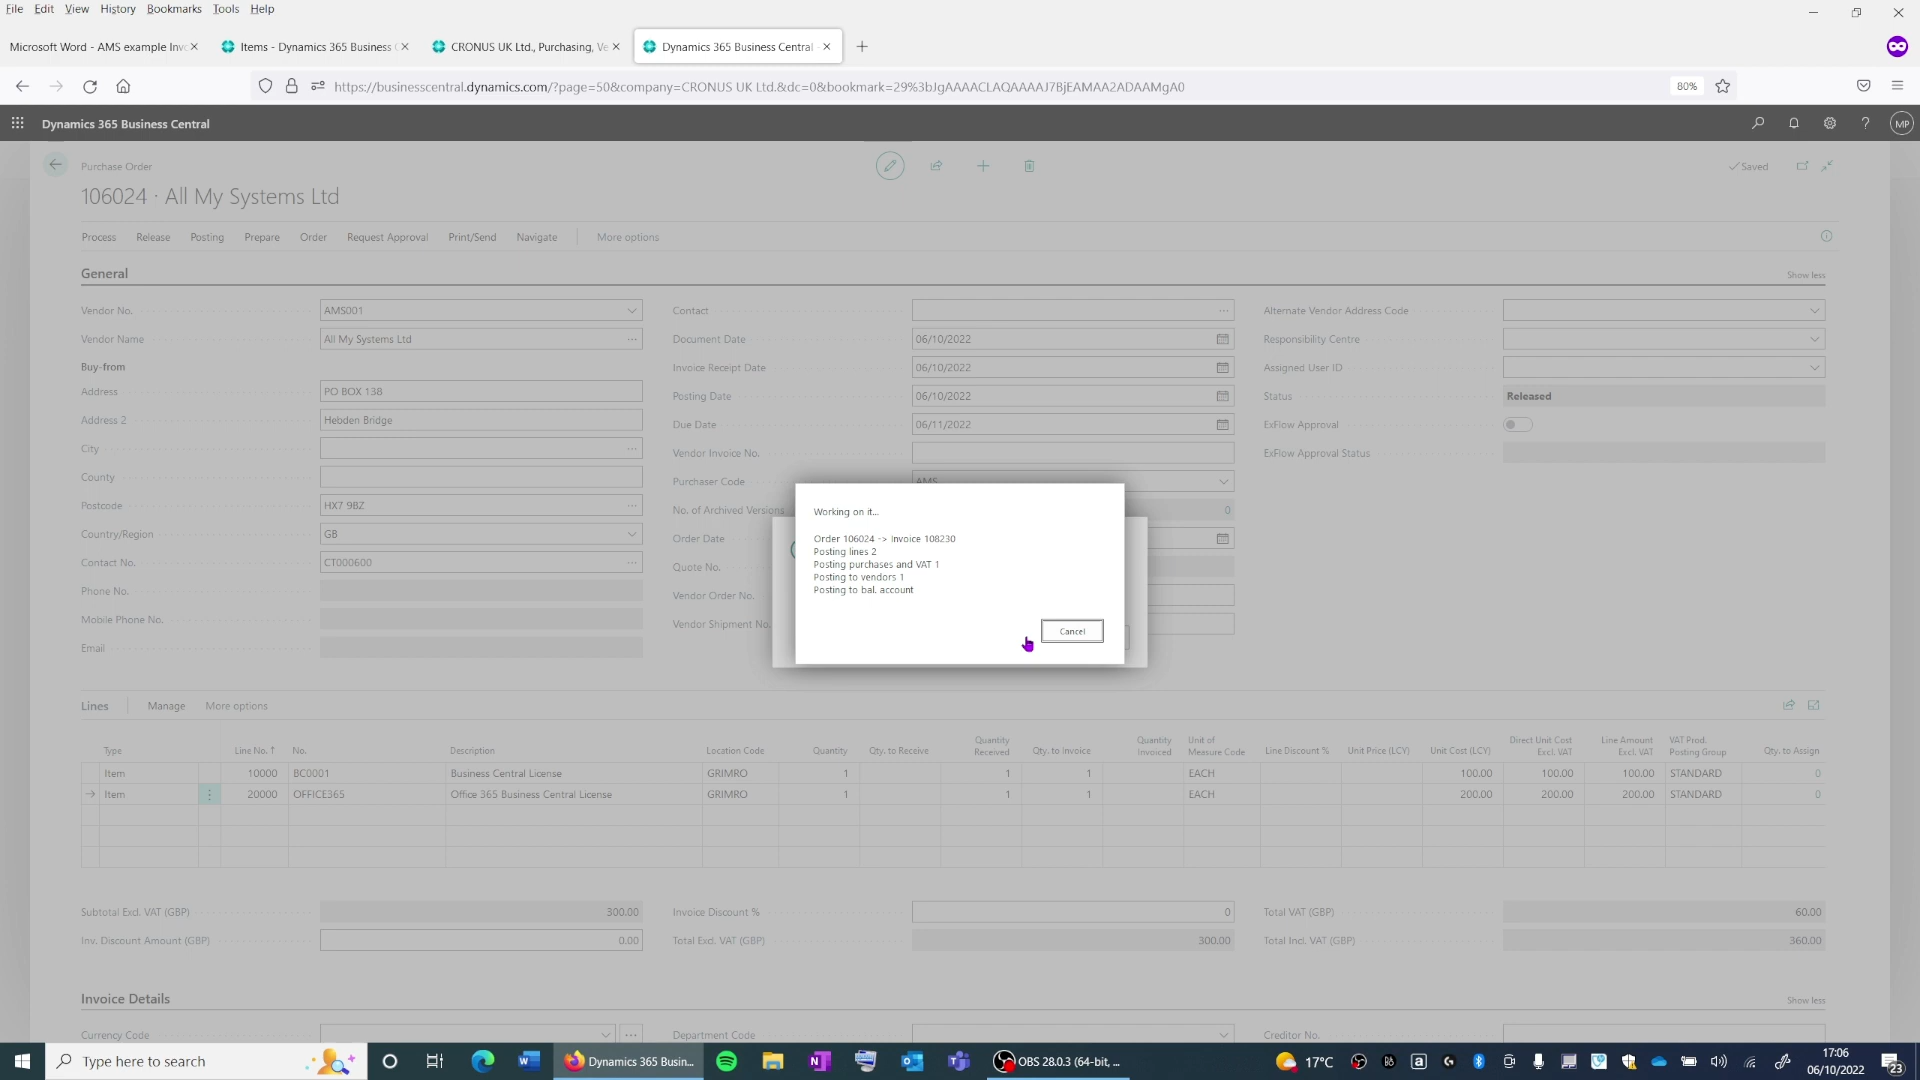 File Edit View History Bookmarks Tools Help
Microsoft Word - AMS example Invc
Items - Dynamics 365 Business C
CRONUS UK Ltd., Purchasing, Ve
Dynamics 365 Business Central
https://businesscentral.dynamics.com/?page=50&company=CRONUS UK Ltd.&dc=0&bookmark=29%3bJgAAAACLAQAAAAJ7BjEAMAA2ADAAMgA0
80%
Dynamics 365 Business Central
MP
Purchase Order
Saved
106024 · All My Systems Ltd
Process Release Posting Prepare Order Request Approval Print/Send Navigate More options
General Show less
Vendor No. AMS001 Contact Alternate Vendor Address Code
Vendor Name All My Systems Ltd Document Date 06/10/2022 Responsibility Centre
Buy-from Invoice Receipt Date 06/10/2022 Assigned User ID
Address PO BOX 138 Posting Date 06/10/2022 Status Released
Address 2 Hebden Bridge Due Date 06/11/2022 ExFlow Approval
City Vendor Invoice No. ExFlow Approval Status
County Purchaser Code AMS
Postcode HX7 9BZ No. of Archived Versions 0
Country/Region GB Order Date
Contact No. CT000600 Quote No.
Phone No. Vendor Order No.
Mobile Phone No. Vendor Shipment No.
Email
Working on it...
Order 106024 -> Invoice 108230
Posting lines 2
Posting purchases and VAT 1
Posting to vendors 1
Posting to bal. account
Cancel
Lines Manage More options
Type Line No.↑ No. Description Location Code Quantity Qty. to Receive Quantity Received Qty. to Invoice Quantity Invoiced Unit of Measure Code Line Discount % Unit Price (LCY) Unit Cost (LCY) Direct Unit Cost Excl. VAT Line Amount Excl. VAT VAT Prod. Posting Group Qty. to Assign
Item 10000 BC0001 Business Central License GRIMRO 1 1 1 EACH 100.00 100.00 100.00 STANDARD 0
Item 20000 OFFICE365 Office 365 Business Central License GRIMRO 1 1 1 EACH 200.00 200.00 200.00 STANDARD 0
Subtotal Excl. VAT (GBP) 300.00 Invoice Discount % 0 Total VAT (GBP) 60.00
Inv. Discount Amount (GBP) 0.00 Total Excl. VAT (GBP) 300.00 Total Incl. VAT (GBP) 360.00
Invoice Details Show less
Currency Code Department Code Creditor No.
Type here to search
Dynamics 365 Busin...
OBS 28.0.3 (64-bit, ...
17°C
17:06
06/10/2022
23